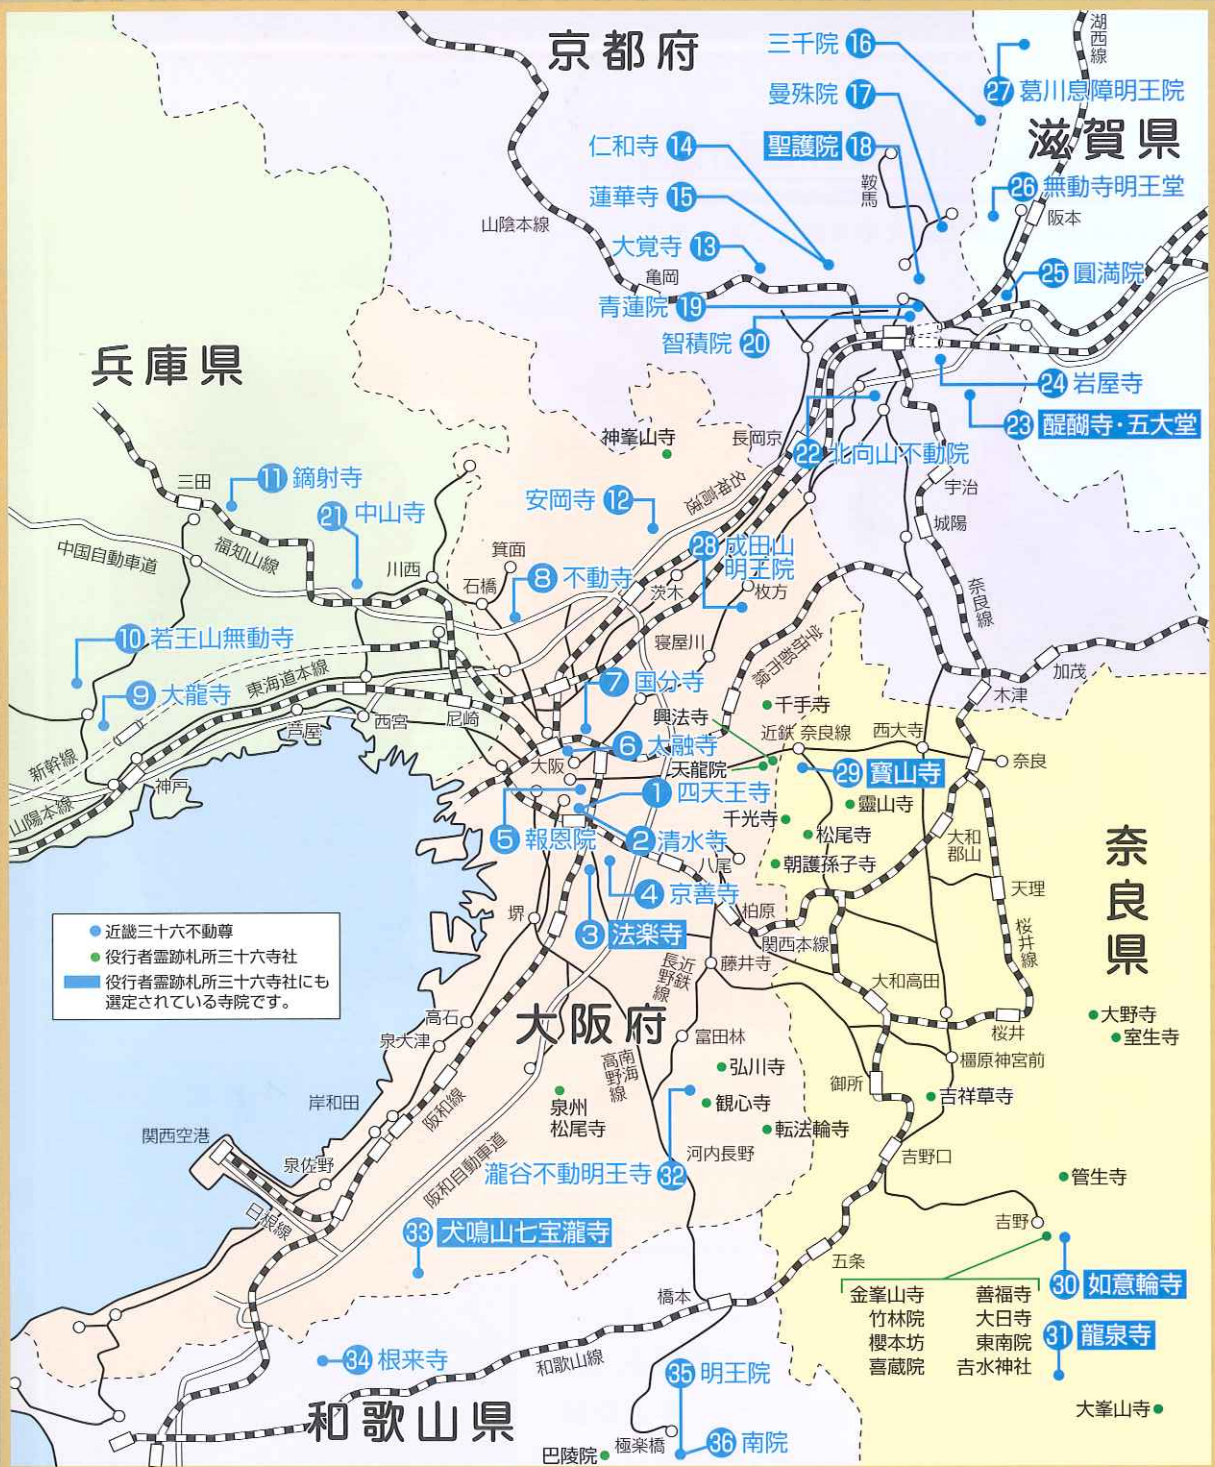 京都府
三千院 16
湖西線
27 葛川息障明王院
曼殊院 17
滋賀県
仁和寺 14
聖護院 18
鞍馬
蓮華寺 15
26 無動寺明王堂
阪本
山陰本線
大覚寺 13
亀岡
25 圓満院
青蓮院 19
智積院 20
兵庫県
24 岩屋寺
23 醍醐寺・五大堂
神峯山寺
長岡京
22 北向山不動院
三田
11 鏑射寺
宇治
21 中山寺
安岡寺 12
名神高速
城陽
中国自動車道
福知山線
箕面
28 成田山
明王院
川西
石橋
8 不動寺
茨木
枚方
奈良線
10 若王山無動寺
寝屋川
学研都市線
加茂
東海道本線
9 大龍寺
7 国分寺
木津
千手寺
芦屋
西宮
尼崎
興法寺
近鉄 奈良線
西大寺
6 太融寺
新幹線
大阪
天龍院
29 寳山寺
奈良
神戸
1 四天王寺
靈山寺
山陽本線
千光寺
5 報恩院
2 清水寺
松尾寺
大和
郡山
八尾
朝護孫子寺
奈良県
4 京善寺
天理
堺
柏原
近畿三十六不動尊
役行者霊跡札所三十六寺社
役行者霊跡札所三十六寺社にも
選定されている寺院です。
3 法楽寺
関西本線
桜井線
近鉄
長野線
藤井寺
大和高田
高石
大阪府
大野寺
泉大津
富田林
桜井
室生寺
南海
高野線
橿原神宮前
弘川寺
御所
岸和田
阪和線
泉州
松尾寺
観心寺
吉祥草寺
関西空港
転法輪寺
河内長野
吉野口
泉佐野
阪和自動車道
瀧谷不動明王寺 32
管生寺
日根線
吉野
33 犬鳴山七宝瀧寺
五条
30 如意輪寺
橋本
金峯山寺
善福寺
竹林院
大日寺
櫻本坊
東南院
喜蔵院
吉水神社
31 龍泉寺
34 根来寺
和歌山線
35 明王院
大峯山寺
和歌山県
極楽橋
36 南院
巴陵院